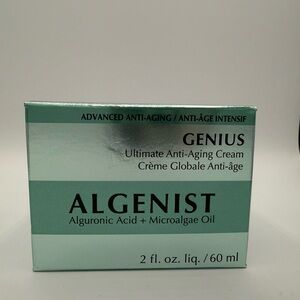 ADVANCED ANTI-AGING / ANTI-ÂGE INTENSIF
GENIUS
Ultimate Anti-Aging Cream
Crème Globale Anti-âge
ALGENIST
Alguronic Acid + Microalgae Oil
2 fl. oz. liq. / 60 ml